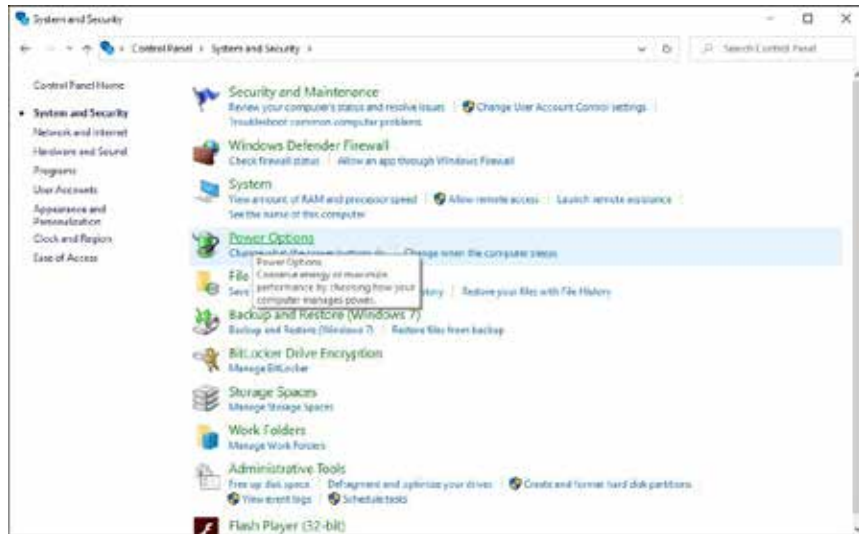 System and Security
Control Panel › System and Security ›
Search Control Panel
Control Panel Home
System and Security
Network and Internet
Hardware and Sound
Programs
User Accounts
Appearance and
Personalization
Clock and Region
Ease of Access
Security and Maintenance
Review your computer's status and resolve issues | Change User Account Control settings
Troubleshoot common computer problems
Windows Defender Firewall
Check firewall status | Allow an app through Windows Firewall
System
View amount of RAM and processor speed | Allow remote access | Launch remote assistance
See the name of this computer
Power Options
Change what the power buttons do | Change when the computer sleeps
Power Options
Conserve energy or maximize
performance by choosing how your
computer manages power.
File
Save
History | Restore your files with File History
Backup and Restore (Windows 7)
Backup and Restore (Windows 7) | Restore files from backup
BitLocker Drive Encryption
Manage BitLocker
Storage Spaces
Manage Storage Spaces
Work Folders
Manage Work Folders
Administrative Tools
Free up disk space | Defragment and optimize your drives | Create and format hard disk partitions
View event logs | Schedule tasks
Flash Player (32-bit)